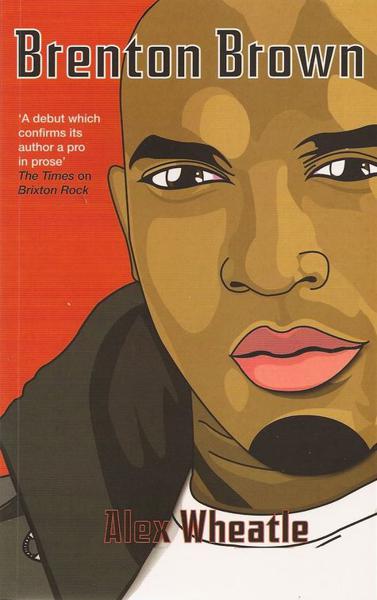 Brenton Brown
'A debut which
confirms its
author a pro
in prose'
The Times on
Brixton Rock
Alex Wheatle